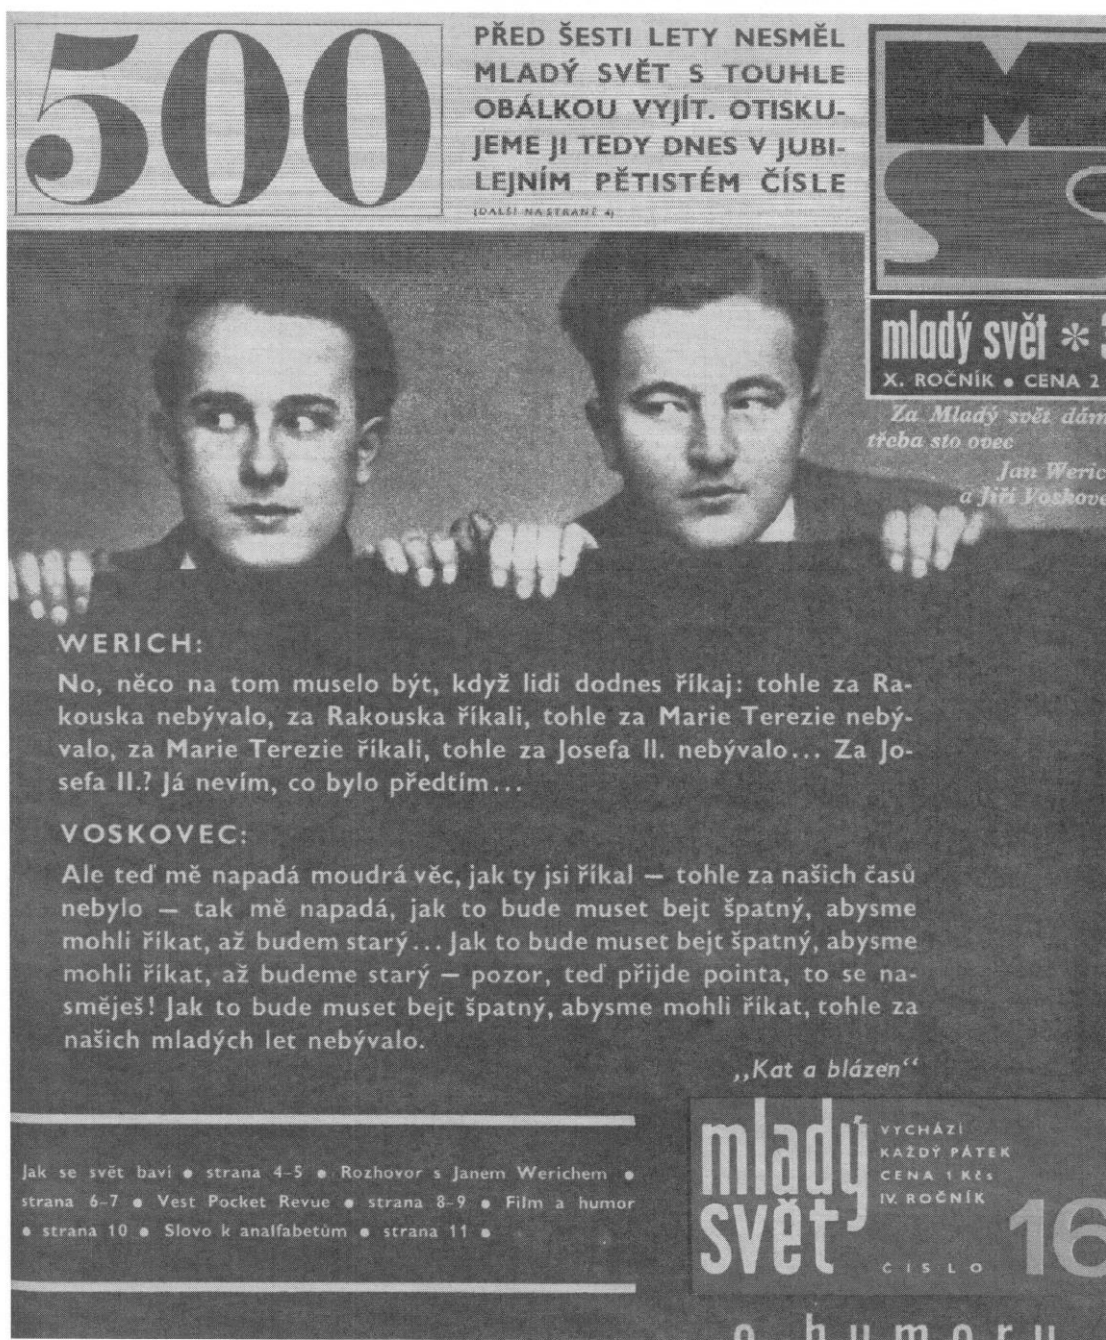 500
PŘED ŠESTI LETY NESMĚL
MLADÝ SVĚT S TOUHLE
OBÁLKOU VYJÍT. OTISKU-
JEME JI TEDY DNES V JUBI-
LEJNÍM PĚTISTÉM ČÍSLE
(DALŠÍ NA STRANĚ 4)
MS
mladý svět * 3
X. ROČNÍK • CENA 2
Za Mladý svět dám
třeba sto ovec
Jan Weric
a Jiří Voskove
WERICH:
No, něco na tom muselo být, když lidi dodnes říkaj: tohle za Ra-
kouska nebývalo, za Rakouska říkali, tohle za Marie Terezie nebý-
valo, za Marie Terezie říkali, tohle za Josefa II. nebývalo... Za Jo-
sefa II.? Já nevím, co bylo předtím...
VOSKOVEC:
Ale teď mě napadá moudrá věc, jak ty jsi říkal — tohle za našich časů
nebylo — tak mě napadá, jak to bude muset bejt špatný, abysme
mohli říkat, až budem starý... Jak to bude muset bejt špatný, abysme
mohli říkat, až budeme starý — pozor, teď přijde pointa, to se na-
směješ! Jak to bude muset bejt špatný, abysme mohli říkat, tohle za
našich mladých let nebývalo.
„Kat a blázen“
Jak se svět baví • strana 4-5 • Rozhovor s Janem Werichem •
strana 6-7 • Vest Pocket Revue • strana 8-9 • Film a humor
• strana 10 • Slovo k analfabetům • strana 11 •
mladý
svět
VYCHÁZÍ
KAŽDÝ PÁTEK
CENA 1 Kčs
IV. ROČNÍK
ČÍSLO 16
o humoru